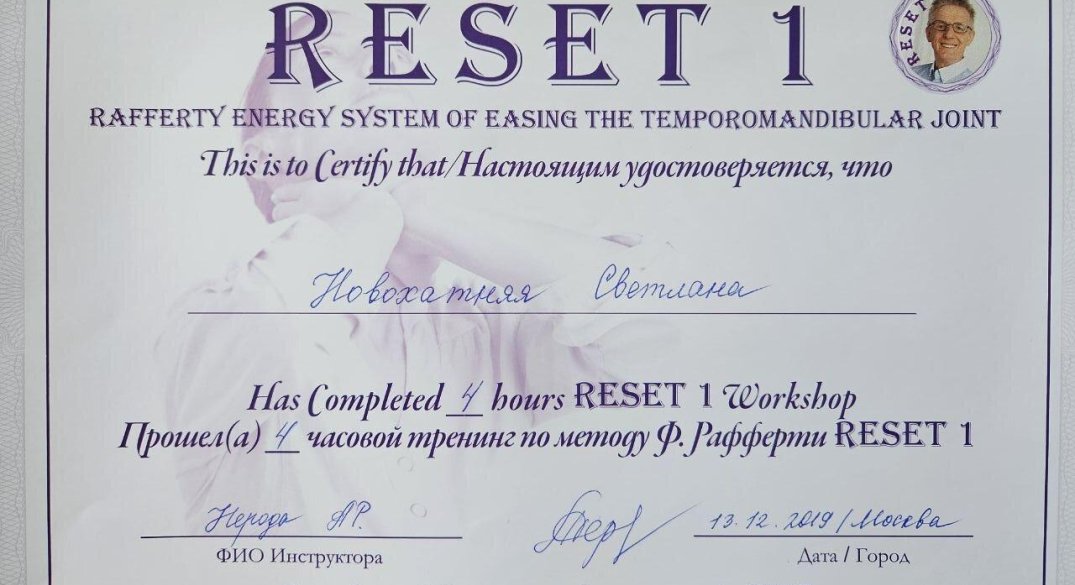 RESET 1
RESET
RAFFERTY ENERGY SYSTEM OF EASING THE TEMPOROMANDIBULAR JOINT
This is to Certify that/Настоящим удостоверяется, что
Новохатняя Светлана
Has Completed 4 hours RESET 1 Workshop
Прошел(а) 4 часовой тренинг по методу Ф. Рафферти RESET 1
А.Р. 13.12.2019/Москва
ФИО Инструктора Дата / Город